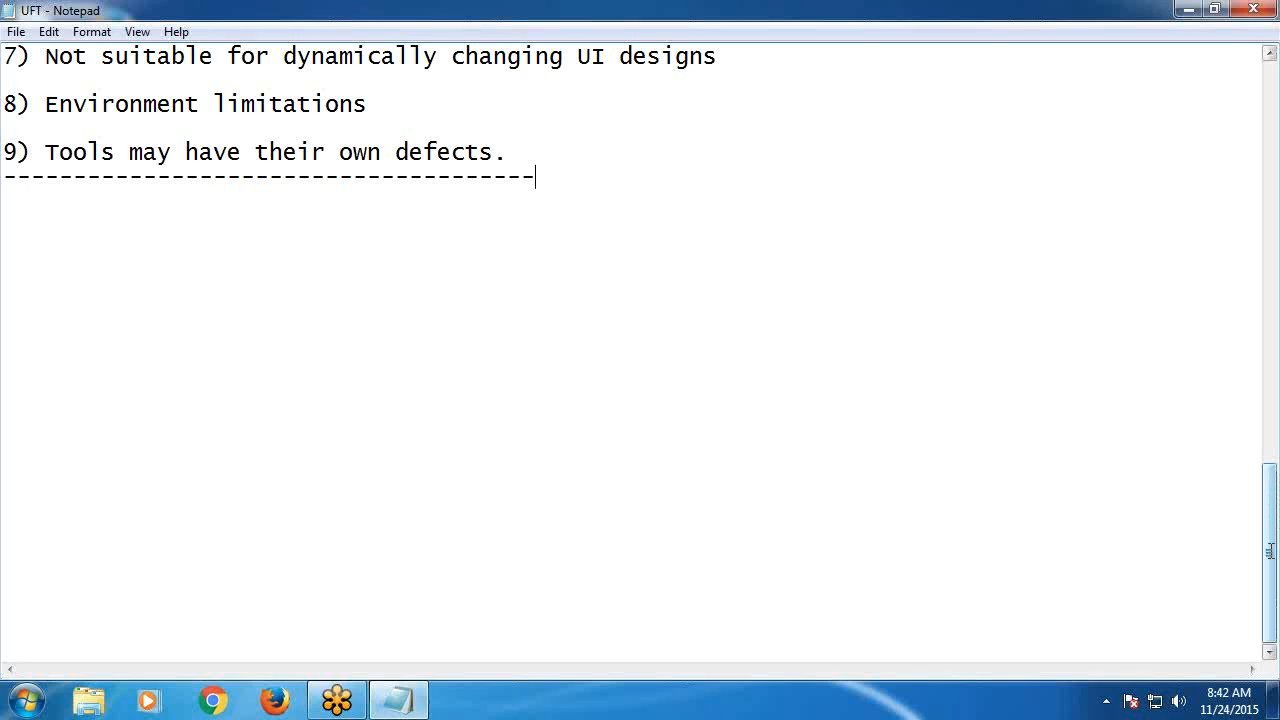 UFT - Notepad
File Edit Format View Help
7) Not suitable for dynamically changing UI designs
8) Environment limitations
9) Tools may have their own defects.
--------------------------------------
8:42 AM
11/24/2015